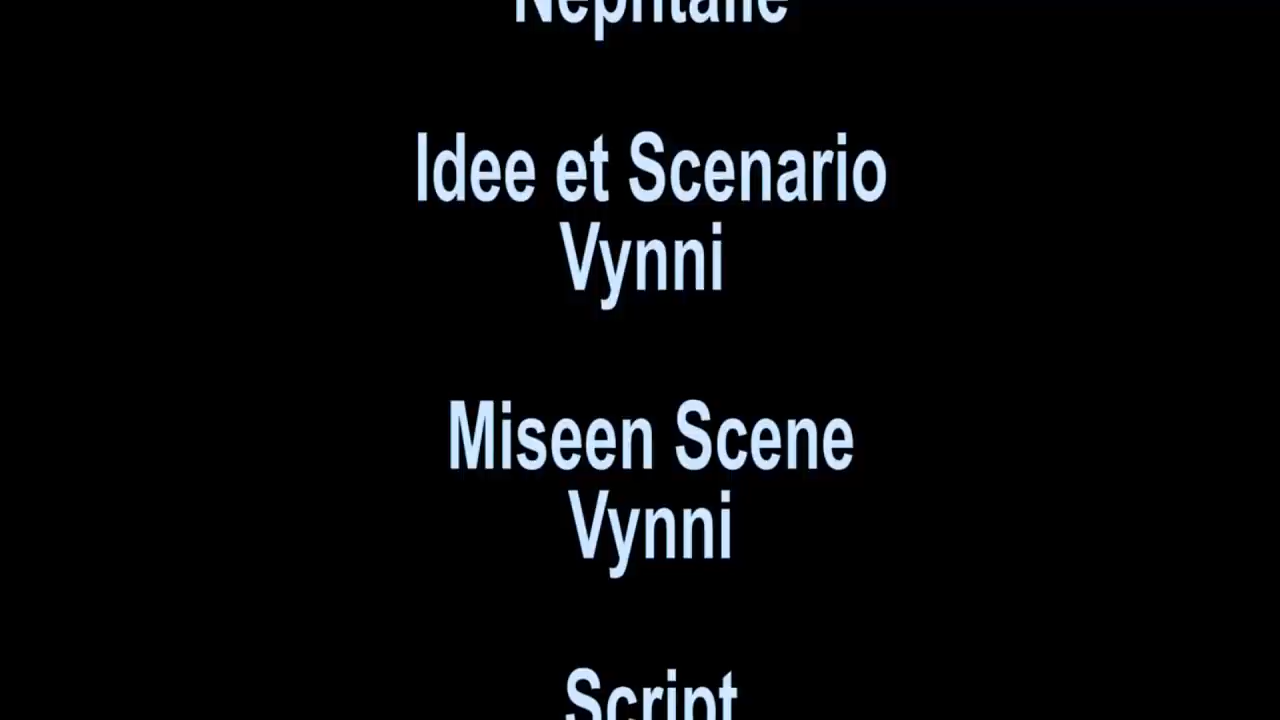 Idee et Scenario
Vynni
Miseen Scene
Vynni
Script